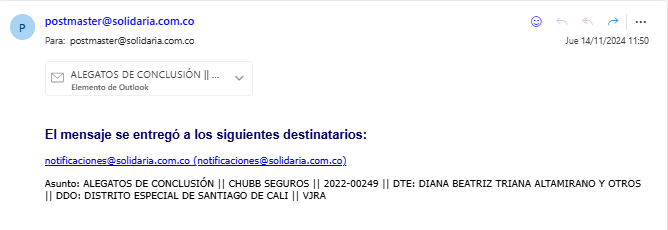 P
postmaster@solidaria.com.co
Para: postmaster@solidaria.com.co
Jue 14/11/2024 11:50
ALEGATOS DE CONCLUSIÓN || ...
Elemento de Outlook
El mensaje se entregó a los siguientes destinatarios:
notificaciones@solidaria.com.co (notificaciones@solidaria.com.co)
Asunto: ALEGATOS DE CONCLUSIÓN || CHUBB SEGUROS || 2022-00249 || DTE: DIANA BEATRIZ TRIANA ALTAMIRANO Y OTROS
|| DDO: DISTRITO ESPECIAL DE SANTIAGO DE CALI || VJRA